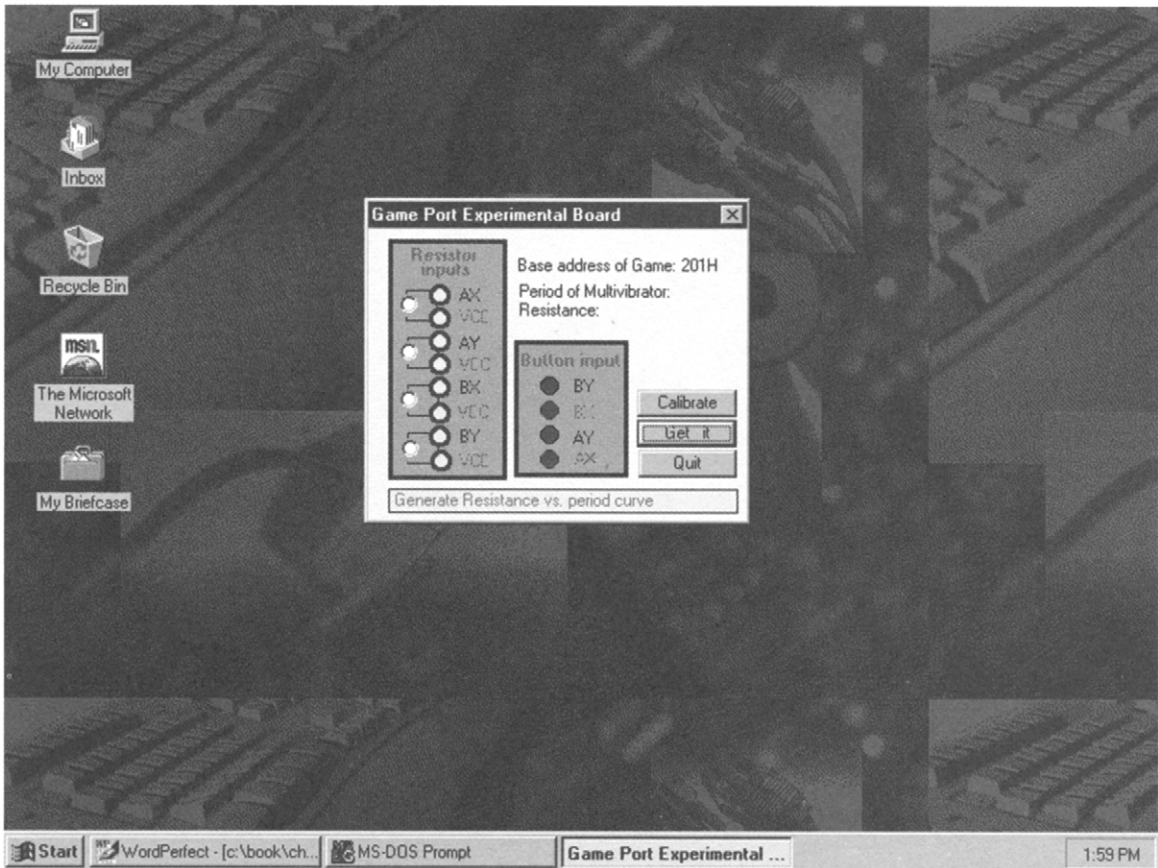 My Computer
Inbox
Recycle Bin
msn.
The Microsoft
Network
My Briefcase
Game Port Experimental Board
Resistor
inputs
AX
VCC
AY
VCC
BX
VCC
BY
VCC
Base address of Game: 201H
Period of Multivibrator:
Resistance:
Button input
BY
BX
AY
AX
Calibrate
Get it
Quit
Generate Resistance vs. period curve
Start
WordPerfect - [c:\book\ch...
MS-DOS Prompt
Game Port Experimental ...
1:59 PM